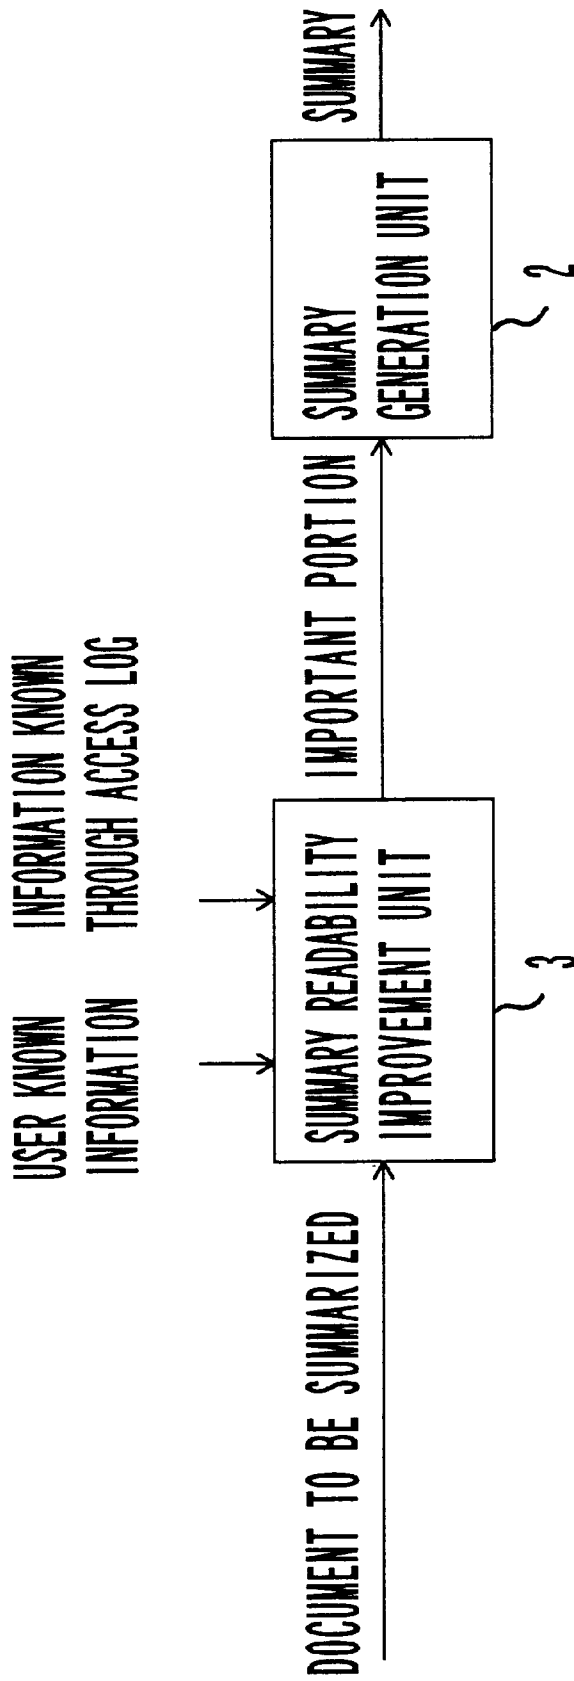 USER KNOWN
INFORMATION
INFORMATION KNOWN
THROUGH ACCESS LOG
DOCUMENT TO BE SUMMARIZED
SUMMARY READABILITY
IMPROVEMENT UNIT
3
IMPORTANT PORTION
SUMMARY
GENERATION UNIT
2
SUMMARY